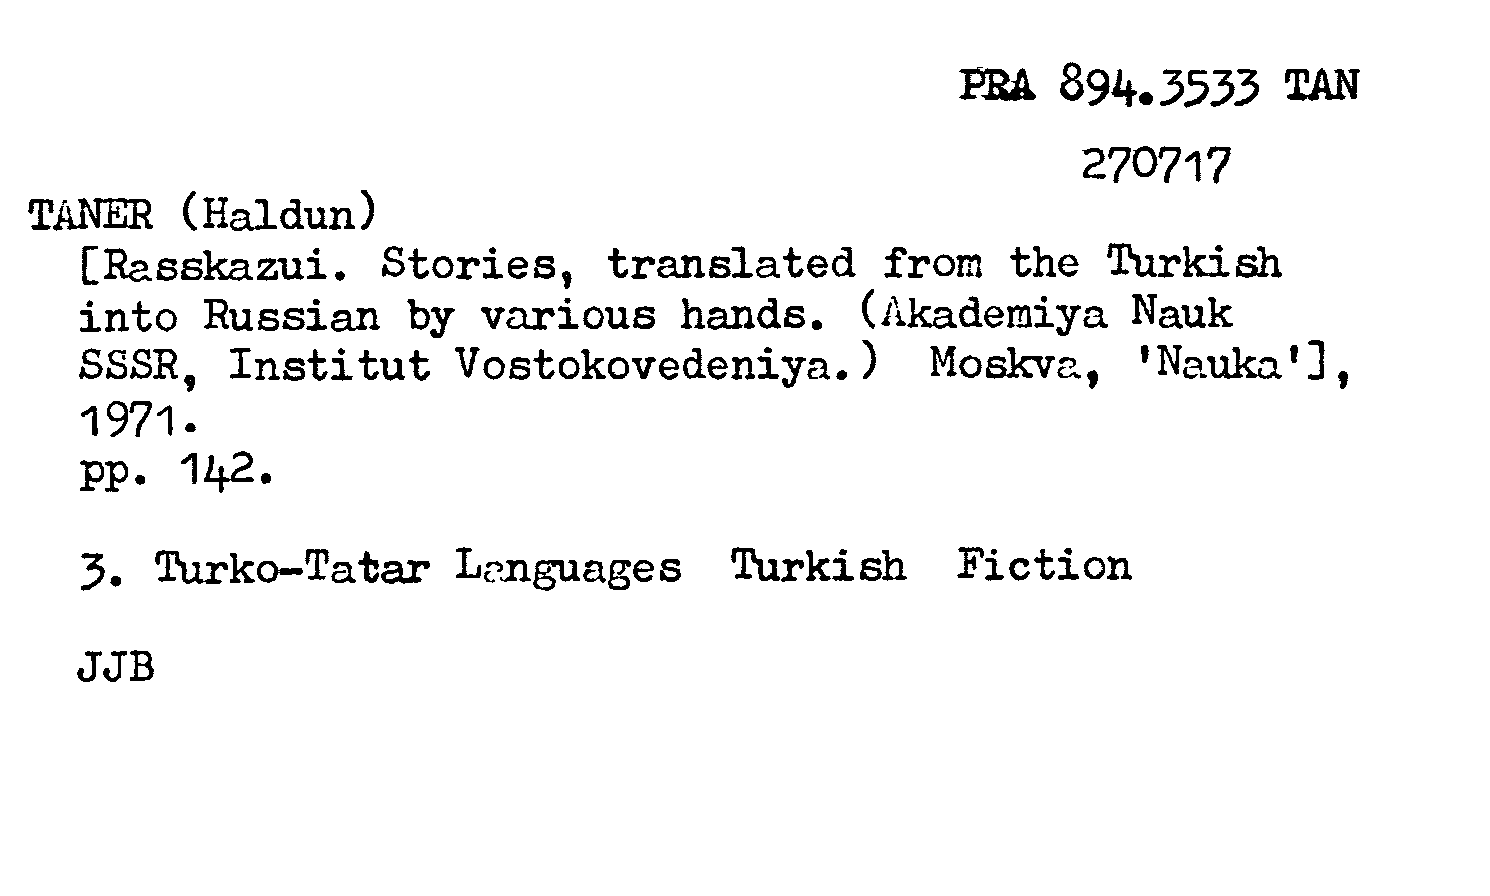 PRA 894.3533 TAN
270717
TANER (Haldun)
[Rasskazui. Stories, translated from the Turkish
into Russian by various hands. (Akademiya Nauk
SSSR, Institut Vostokovedeniya.) Moskva, 'Nauka'],
1971.
pp. 142.
3. Turko-Tatar Languages Turkish Fiction
JJB